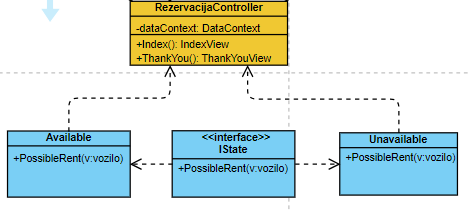 RezervacijaController
-dataContext: DataContext
+Index(): IndexView
+ThankYou(): ThankYouView
Available
+PossibleRent(v:vozilo)
<<interface>>
IState
+PossibleRent(v:vozilo)
Unavailable
+PossibleRent(v:vozilo)